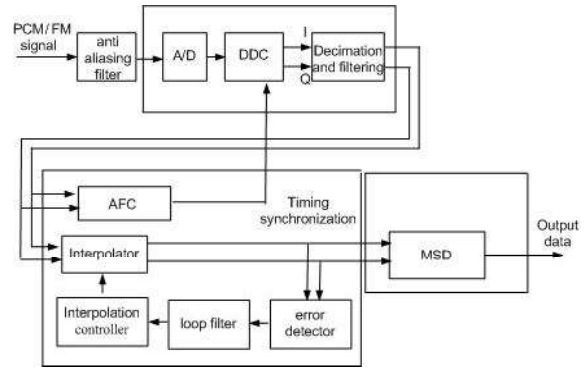 PCM/FM
signal
anti
aliasing
filter
A/D
DDC
I
Q
Decimation
and filtering
AFC
Timing
synchronization
Interpolator
MSD
Output
data
Interpolation
controller
loop filter
error
detector